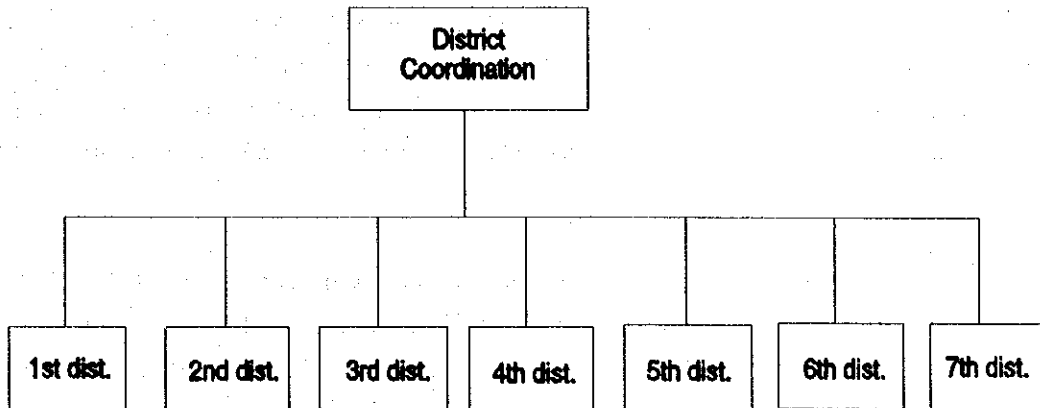 District
Coordination
1st dist.
2nd dist.
3rd dist.
4th dist.
5th dist.
6th dist.
7th dist.